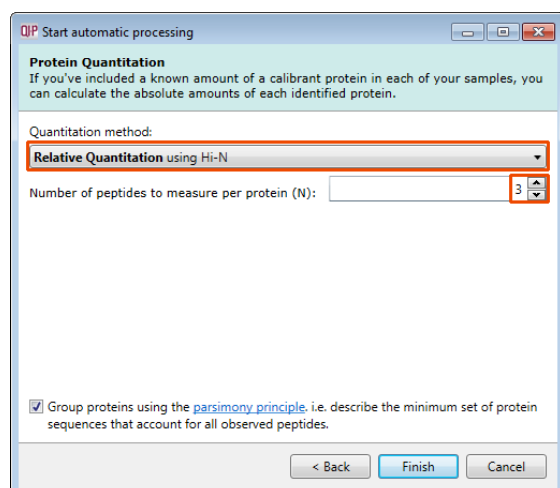 QIP Start automatic processing
Protein Quantitation
If you've included a known amount of a calibrant protein in each of your samples, you
can calculate the absolute amounts of each identified protein.
Quantitation method:
Relative Quantitation using Hi-N
Number of peptides to measure per protein (N): 3
Group proteins using the parsimony principle. i.e. describe the minimum set of protein
sequences that account for all observed peptides.
< Back Finish Cancel